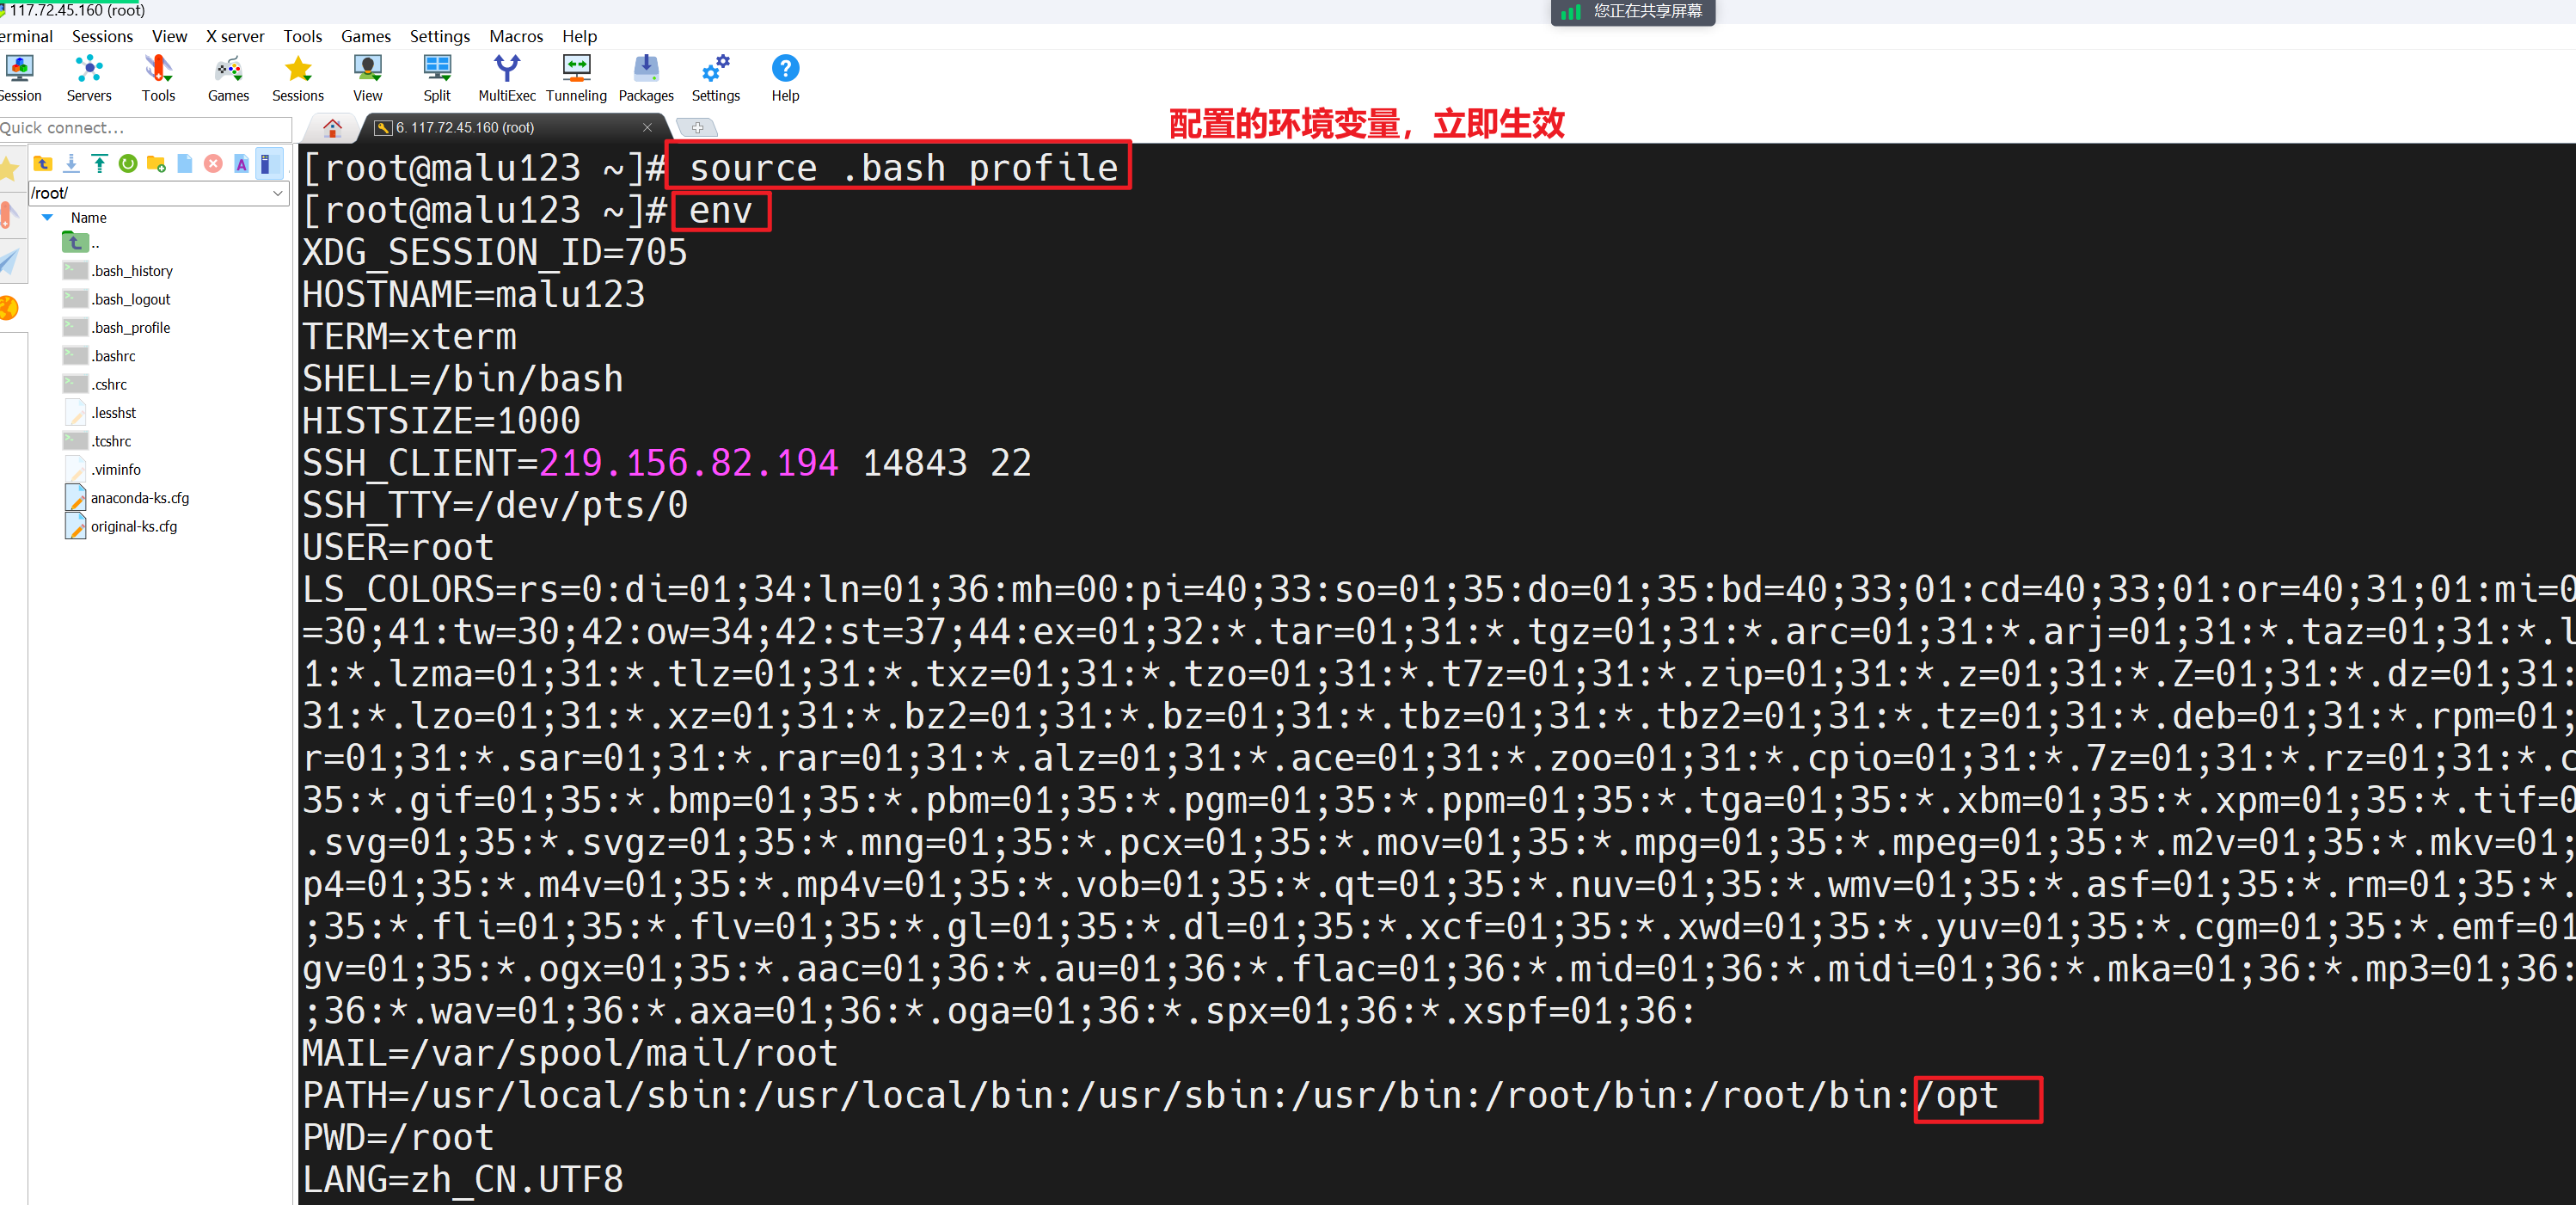 117.72.45.160 (root)
您正在共享屏幕
erminal Sessions View X server Tools Games Settings Macros Help
Session Servers Tools Games Sessions View Split MultiExec Tunneling Packages Settings Help
配置的环境变量，立即生效
Quick connect...
6. 117.72.45.160 (root)
/root/
Name
..
.bash_history
.bash_logout
.bash_profile
.bashrc
.cshrc
.lesshst
.tcshrc
.viminfo
anaconda-ks.cfg
original-ks.cfg
[root@malu123 ~]# source .bash_profile
[root@malu123 ~]# env
XDG_SESSION_ID=705
HOSTNAME=malu123
TERM=xterm
SHELL=/bin/bash
HISTSIZE=1000
SSH_CLIENT=219.156.82.194 14843 22
SSH_TTY=/dev/pts/0
USER=root
LS_COLORS=rs=0:di=01;34:ln=01;36:mh=00:pi=40;33:so=01;35:do=01;35:bd=40;33;01:cd=40;33;01:or=40;31;01:mi=0
=30;41:tw=30;42:ow=34;42:st=37;44:ex=01;32:*.tar=01;31:*.tgz=01;31:*.arc=01;31:*.arj=01;31:*.taz=01;31:*.l
1:*.lzma=01;31:*.tlz=01;31:*.txz=01;31:*.tzo=01;31:*.t7z=01;31:*.zip=01;31:*.z=01;31:*.Z=01;31:*.dz=01;31:
31:*.lzo=01;31:*.xz=01;31:*.bz2=01;31:*.bz=01;31:*.tbz=01;31:*.tbz2=01;31:*.tz=01;31:*.deb=01;31:*.rpm=01;
r=01;31:*.sar=01;31:*.rar=01;31:*.alz=01;31:*.ace=01;31:*.zoo=01;31:*.cpio=01;31:*.7z=01;31:*.rz=01;31:*.c
35:*.gif=01;35:*.bmp=01;35:*.pbm=01;35:*.pgm=01;35:*.ppm=01;35:*.tga=01;35:*.xbm=01;35:*.xpm=01;35:*.tif=0
.svg=01;35:*.svgz=01;35:*.mng=01;35:*.pcx=01;35:*.mov=01;35:*.mpg=01;35:*.mpeg=01;35:*.m2v=01;35:*.mkv=01;
p4=01;35:*.m4v=01;35:*.mp4v=01;35:*.vob=01;35:*.qt=01;35:*.nuv=01;35:*.wmv=01;35:*.asf=01;35:*.rm=01;35:*.
;35:*.fli=01;35:*.flv=01;35:*.gl=01;35:*.dl=01;35:*.xcf=01;35:*.xwd=01;35:*.yuv=01;35:*.cgm=01;35:*.emf=01
gv=01;35:*.ogx=01;35:*.aac=01;36:*.au=01;36:*.flac=01;36:*.mid=01;36:*.midi=01;36:*.mka=01;36:*.mp3=01;36:
;36:*.wav=01;36:*.axa=01;36:*.oga=01;36:*.spx=01;36:*.xspf=01;36:
MAIL=/var/spool/mail/root
PATH=/usr/local/sbin:/usr/local/bin:/usr/sbin:/usr/bin:/root/bin:/root/bin:/opt
PWD=/root
LANG=zh_CN.UTF8